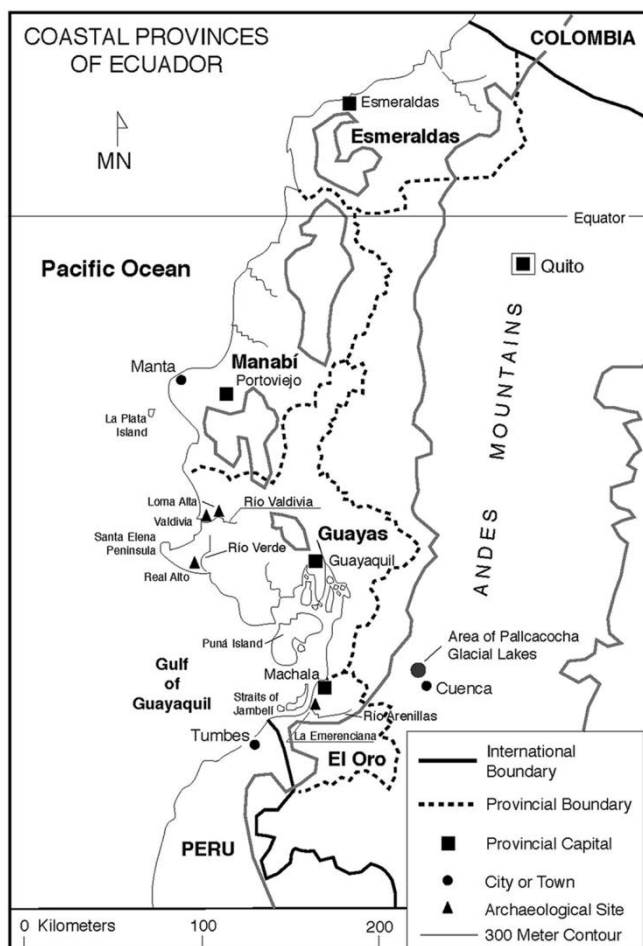 COASTAL PROVINCES
OF ECUADOR
COLOMBIA
MN
Esmeraldas
Esmeraldas
Equator
Pacific Ocean
Quito
ANDES MOUNTAINS
Manta
Manabí
Portoviejo
La Plata
Island
Loma Alta
Río Valdivia
Valdivia
Santa Elena
Peninsula
Río Verde
Guayas
Guayaquil
Real Alto
Puná Island
Area of Pallcacocha
Glacial Lakes
Gulf
of
Guayaquil
Machala
Cuenca
Straits of
Jambelí
Río Arenillas
La Emerenciana
Tumbes
El Oro
PERU
International
Boundary
Provincial Boundary
Provincial Capital
City or Town
Archaeological Site
300 Meter Contour
0 Kilometers 100 200